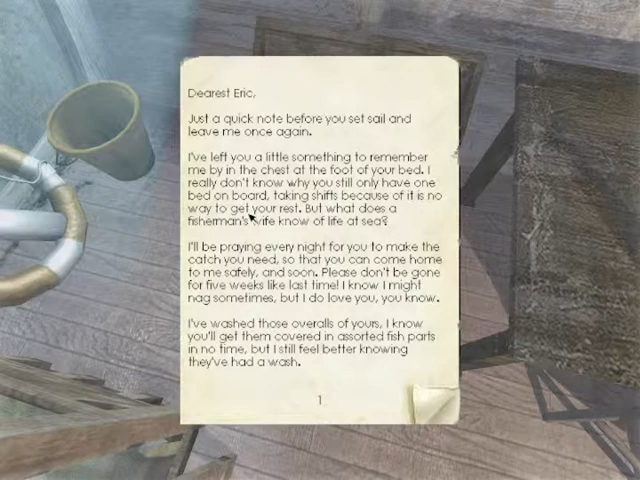 Dearest Eric,
Just a quick note before you set sail and
leave me once again.
I've left you a little something to remember
me by in the chest at the foot of your bed. I
really don't know why you still only have one
bed on board, taking shifts because of it is no
way to get your rest. But what does a
fisherman's wife know of life at sea?
I'll be praying every night for you to make the
catch you need, so that you can come home
to me safely, and soon. Please don't be gone
for five weeks like last time! I know I might
nag sometimes, but I do love you, you know.
I've washed those overalls of yours, I know
you'll get them covered in assorted fish parts
in no time, but I still feel better knowing
they've had a wash.
1